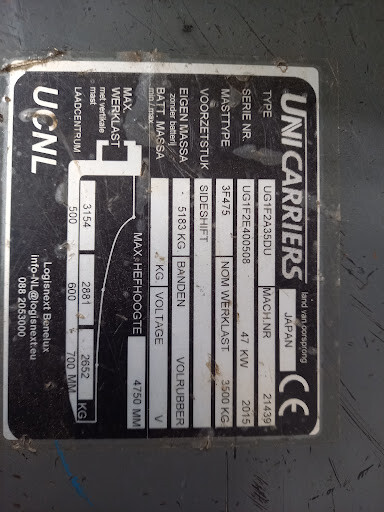 UNICARRIERS
land van oorsprong
JAPAN
CE
TYPE UG1F2A35DU MACH.NR 21439
SERIE NR. UG1F2E400508 47 KW 2015
MASTTYPE 3F475 NOM WERKLAST 3500 KG
VOORZETSTUK SIDESHIFT
EIGEN MASSA zonder batterij 5183 KG BANDEN VOLRUBBER
BATT. MASSA min./max. KG VOLTAGE V
MAX. WERKLAST met vertikale mast
MAX. HEFHOOGTE 4750 MM
3154 2881 2652 KG
LAADCENTRUM 500 600 700 MM
UCNL
Logisnext Benelux
info-NL@logisnext.eu
088 2053000